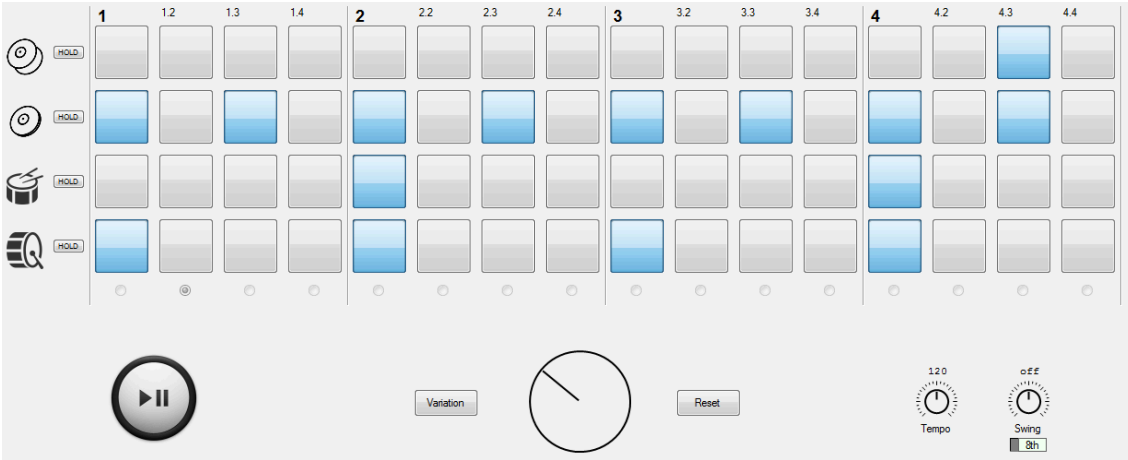 1 1.2 1.3 1.4 2 2.2 2.3 2.4 3 3.2 3.3 3.4 4 4.2 4.3 4.4
HOLD
HOLD
HOLD
HOLD
Variation
Reset
120
Tempo
off
Swing
8th